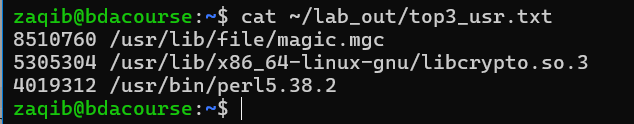 zaqib@bdacourse:~$ cat ~/lab_out/top3_usr.txt
8510760 /usr/lib/file/magic.mgc
5305304 /usr/lib/x86_64-linux-gnu/libcrypto.so.3
4019312 /usr/bin/perl5.38.2
zaqib@bdacourse:~$